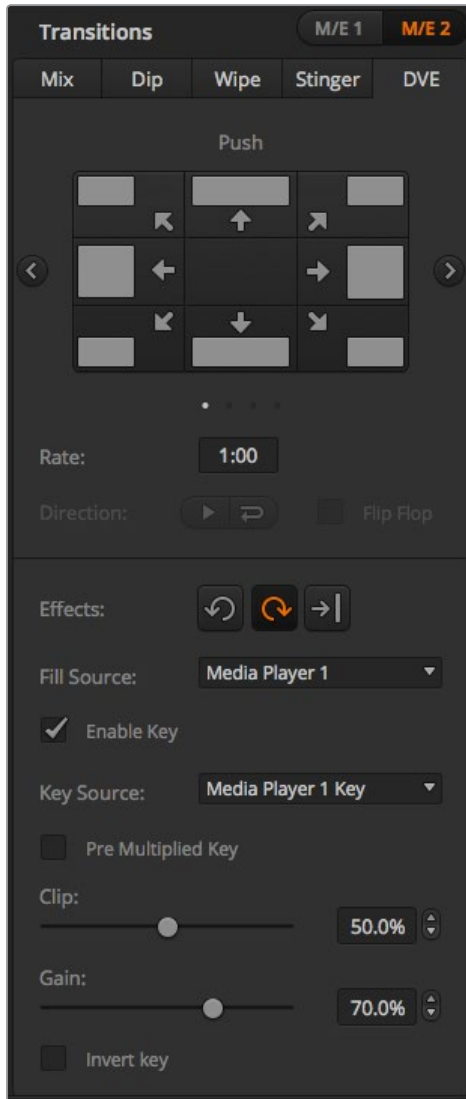 Transitions M/E 1 M/E 2
Mix Dip Wipe Stinger DVE
Push
Rate: 1:00
Direction: Flip Flop
Effects:
Fill Source: Media Player 1
Enable Key
Key Source: Media Player 1 Key
Pre Multiplied Key
Clip:
50.0%
Gain:
70.0%
Invert key